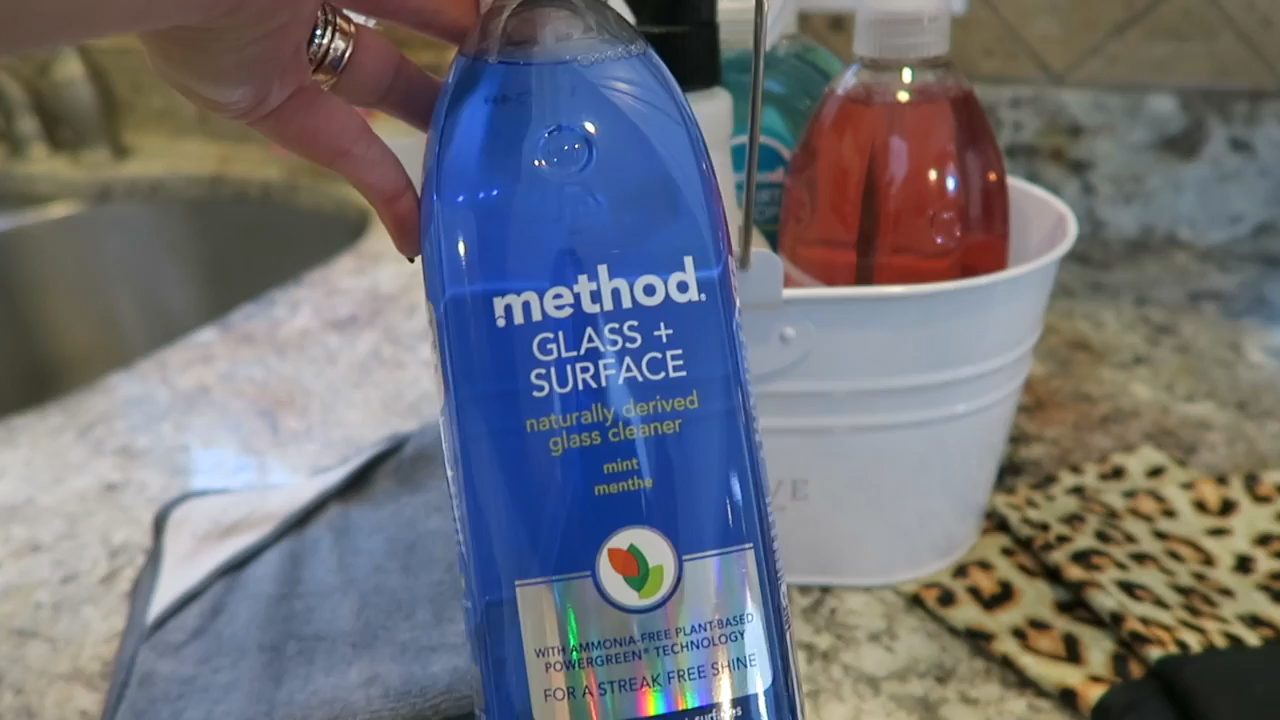 method.
GLASS +
SURFACE
naturally derived
glass cleaner
mint
menthe
WITH AMMONIA-FREE PLANT-BASED
POWERGREEN® TECHNOLOGY
FOR A STREAK FREE SHINE
surfaces